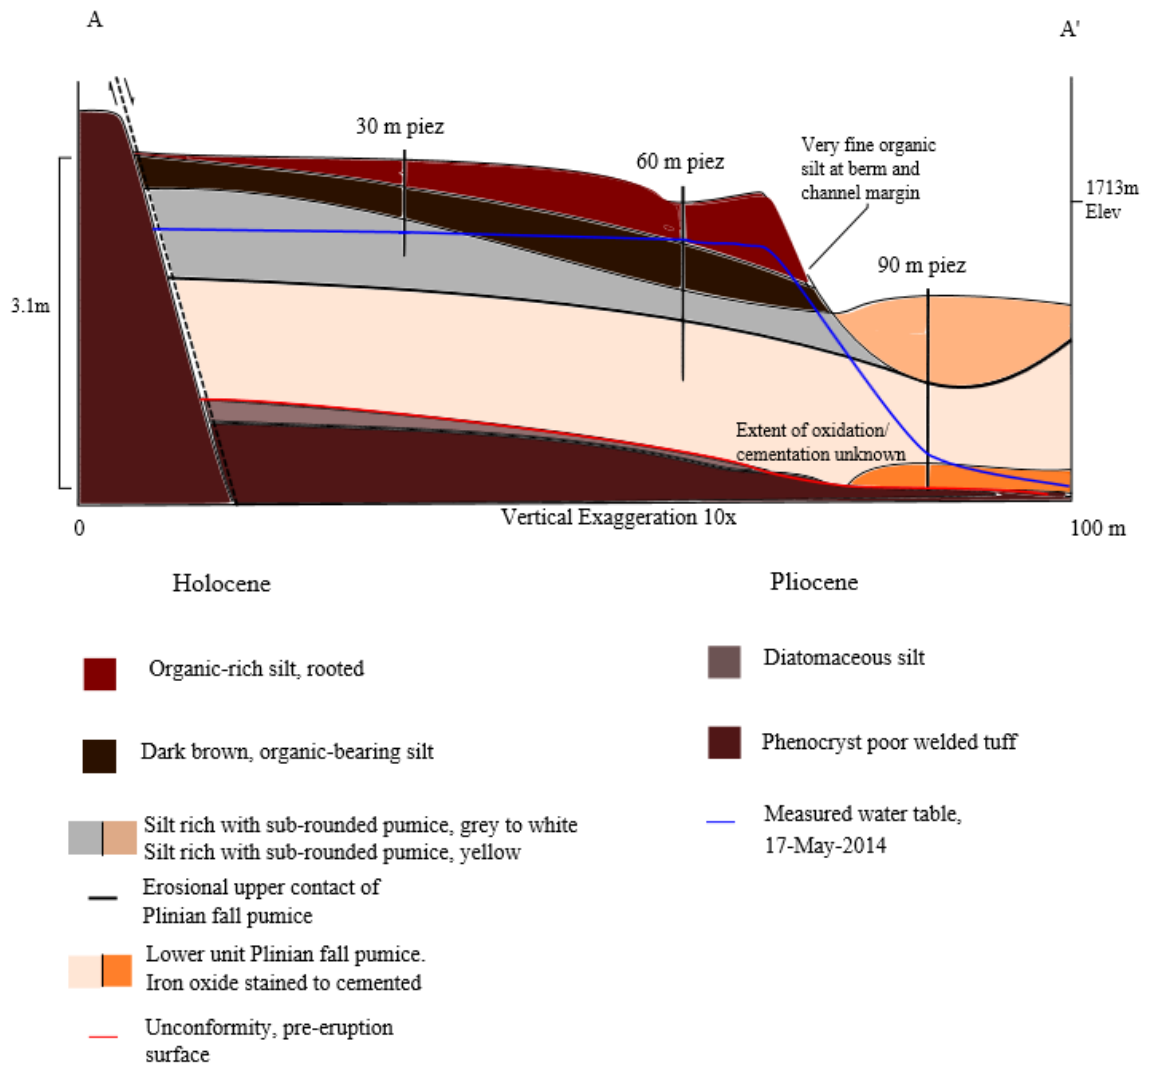 A
A'
30 m piez
60 m piez
Very fine organic
silt at berm and
channel margin
1713m
Elev
90 m piez
3.1m
Extent of oxidation/
cementation unknown
0
Vertical Exaggeration 10x
100 m
Holocene
Pliocene
Organic-rich silt, rooted
Diatomaceous silt
Dark brown, organic-bearing silt
Phenocryst poor welded tuff
Silt rich with sub-rounded pumice, grey to white
Silt rich with sub-rounded pumice, yellow
Measured water table,
17-May-2014
Erosional upper contact of
Plinian fall pumice
Lower unit Plinian fall pumice.
Iron oxide stained to cemented
Unconformity, pre-eruption
surface